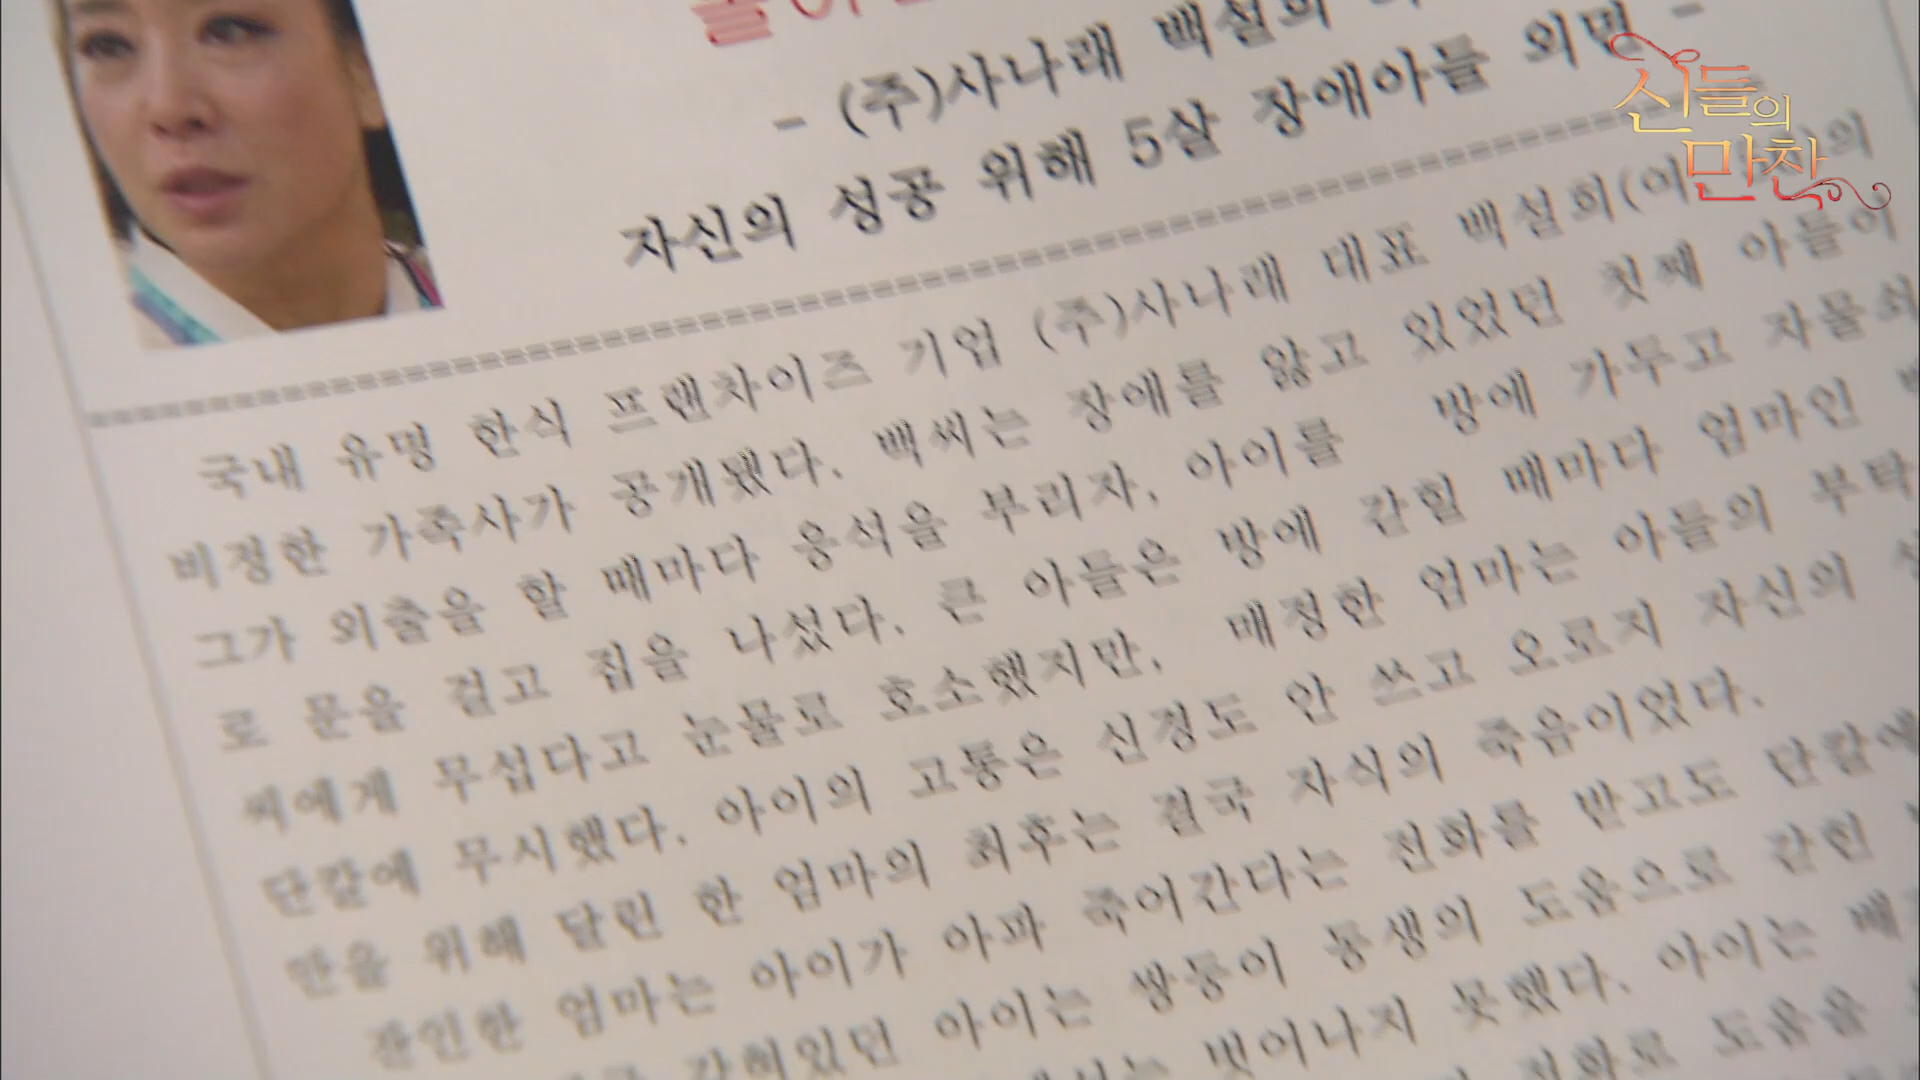 - (주)사나래 백설희
자신의 성공 위해 5살 장애아들 외면 -
신들의
만찬
국내 유명 한식 프랜차이즈 기업 (주)사나래 대표 백설희(여
비정한 가족사가 공개됐다. 백씨는 장애를 앓고 있었던 첫째 아들이
그가 외출을 할 때마다 응석을 부리자, 아이를 방에 가두고 자물쇠
로 문을 걸고 집을 나섰다. 큰 아들은 방에 갇힐 때마다 엄마인
씨에게 무섭다고 눈물로 호소했지만, 매정한 엄마는 아들의 부탁
단칼에 무시했다. 아이의 고통은 신경도 안 쓰고 오로지 자신의
만을 위해 달린 한 엄마의 최후는 결국 자식의 죽음이었다.
잔인한 엄마는 아이가 아파 죽어간다는 전화를 받고도 단칼에
갇혀있던 아이는 쌍둥이 동생의 도움으로 갇힌
벗어나지 못했다. 아이는
전화로 도움을